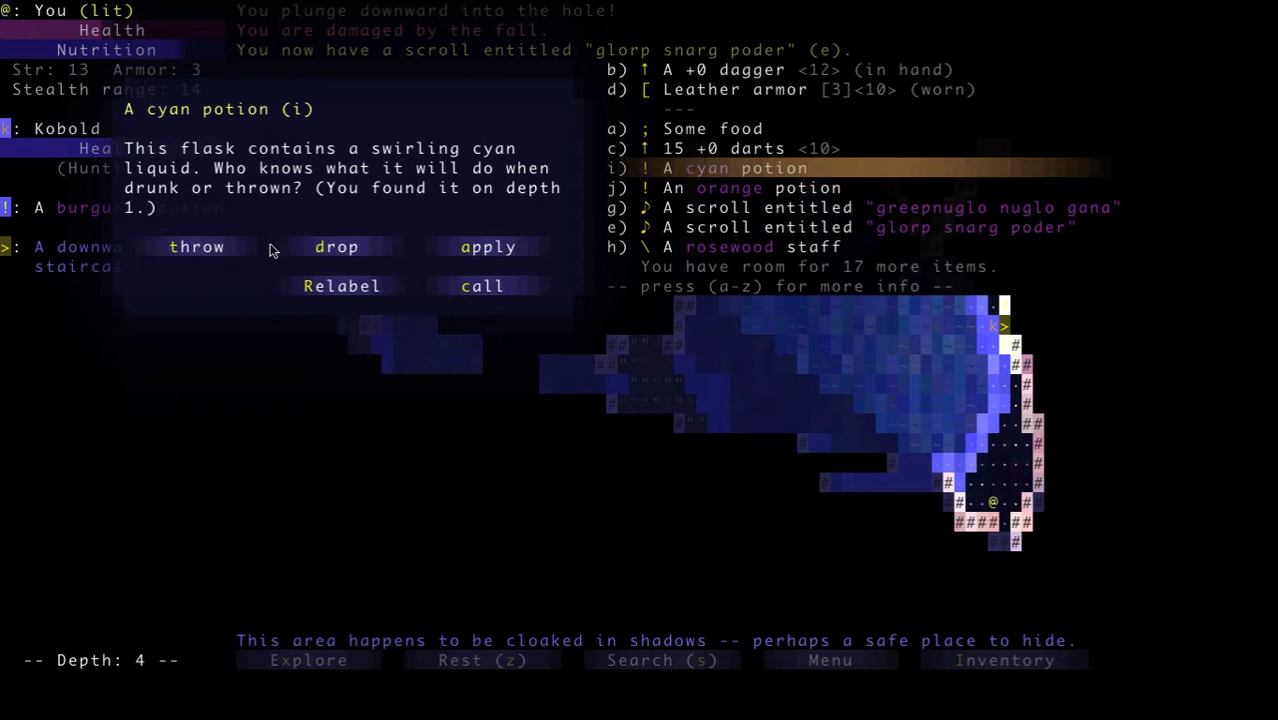 @: You (lit)
You plunge downward into the hole!
Health
You are damaged by the fall.
Nutrition
You now have a scroll entitled "glorp snarg poder" (e).
Str: 13 Armor: 3
Stealth range: 14
b) ↑ A +0 dagger <12> (in hand)
d) [ Leather armor [3]<10> (worn)
---
a) ; Some food
c) ↑ 15 +0 darts <10>
i) ! A cyan potion
j) ! An orange potion
g) ♪ A scroll entitled "greepnuglo nuglo gana"
e) ♪ A scroll entitled "glorp snarg poder"
h) \ A rosewood staff
You have room for 17 more items.
-- press (a-z) for more info --
A cyan potion (i)
This flask contains a swirling cyan
liquid. Who knows what it will do when
drunk or thrown? (You found it on depth
1.)
throw drop apply
Relabel call
k: Kobold
Hea
(Hunt
!: A burgundy potion
>: A downwa
stairca
k>
@
This area happens to be cloaked in shadows -- perhaps a safe place to hide.
-- Depth: 4 -- Explore Rest (z) Search (s) Menu Inventory